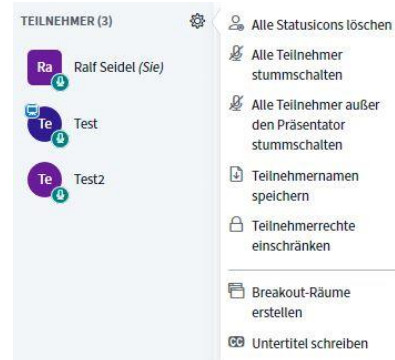 TEILNEHMER (3)
Ra
Ralf Seidel (Sie)
Te
Test
Te
Test2
Alle Statusicons löschen
Alle Teilnehmer
stummschalten
Alle Teilnehmer außer
den Präsentator
stummschalten
Teilnehmernamen
speichern
Teilnehmerrechte
einschränken
Breakout-Räume
erstellen
CC Untertitel schreiben